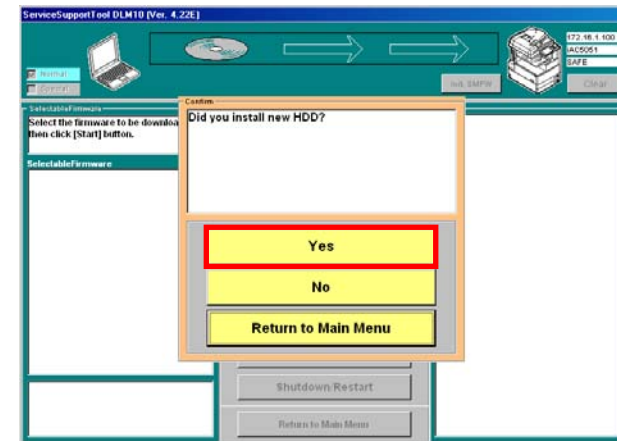 ServiceSupportTool DLM10 (Ver. 4.22E)
172.16.1.100
iAC5051
SAFE
Normal
Special
Init. SMPW
Clear
SelectableFirmware
Select the firmware to be downloa
then click [Start] button.
SelectableFirmware
Confirm
Did you install new HDD?
Yes
No
Return to Main Menu
Shutdown/Restart
Return to Main Menu